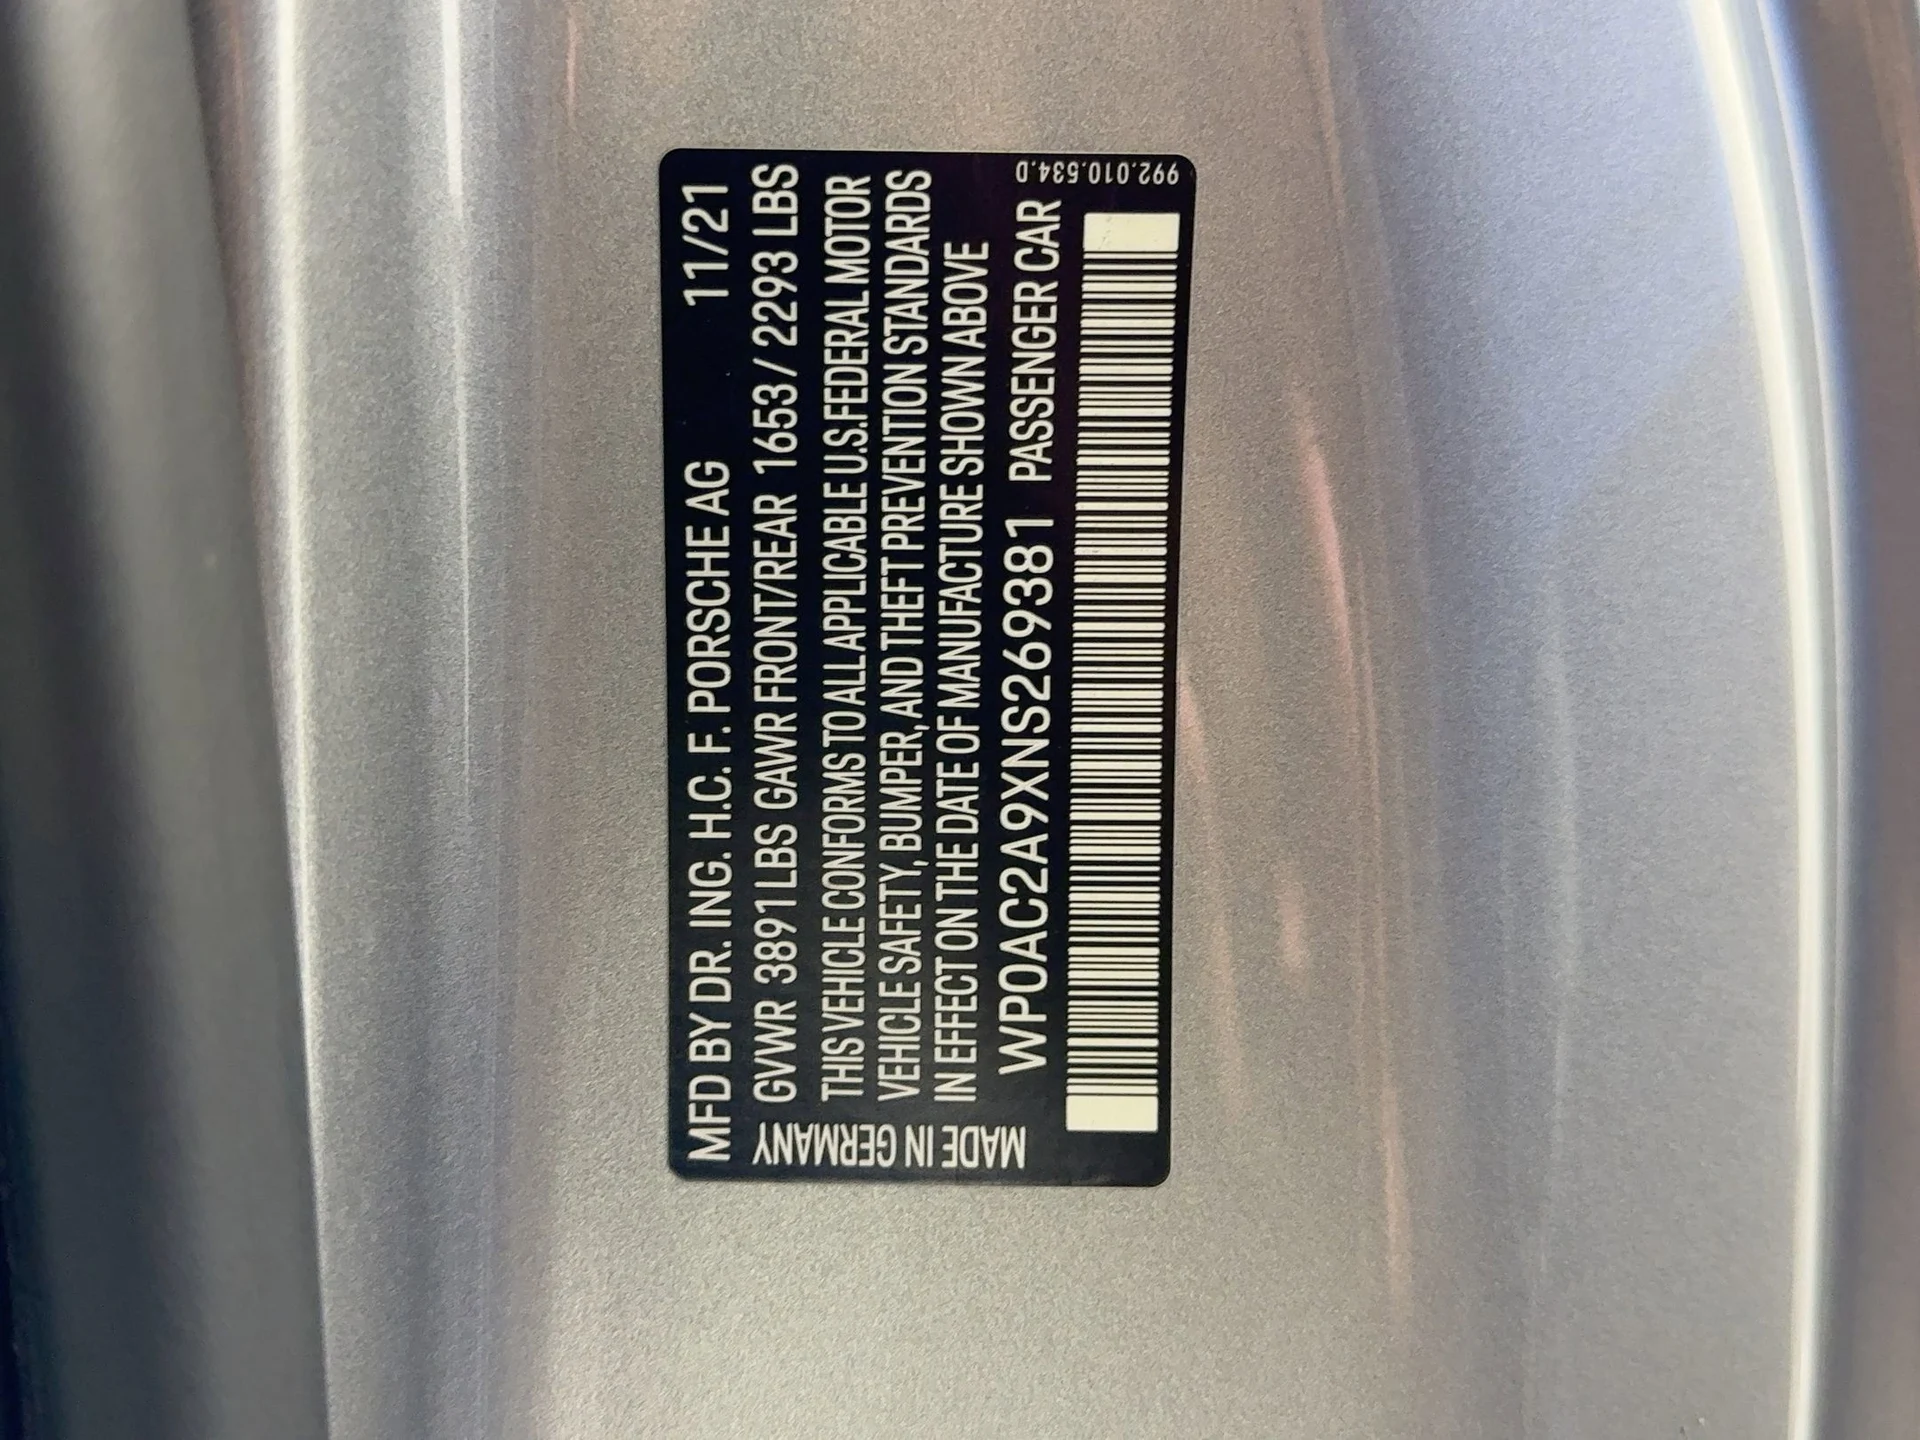 MFD BY DR. ING. H.C. F. PORSCHE AG 11/21
GVWR 3891 LBS GAWR FRONT/REAR 1653 / 2293 LBS
THIS VEHICLE CONFORMS TO ALL APPLICABLE U.S. FEDERAL MOTOR
VEHICLE SAFETY, BUMPER, AND THEFT PREVENTION STANDARDS
IN EFFECT ON THE DATE OF MANUFACTURE SHOWN ABOVE
WP0AC2A9XNS269381 PASSENGER CAR
MADE IN GERMANY
992.010.534.D